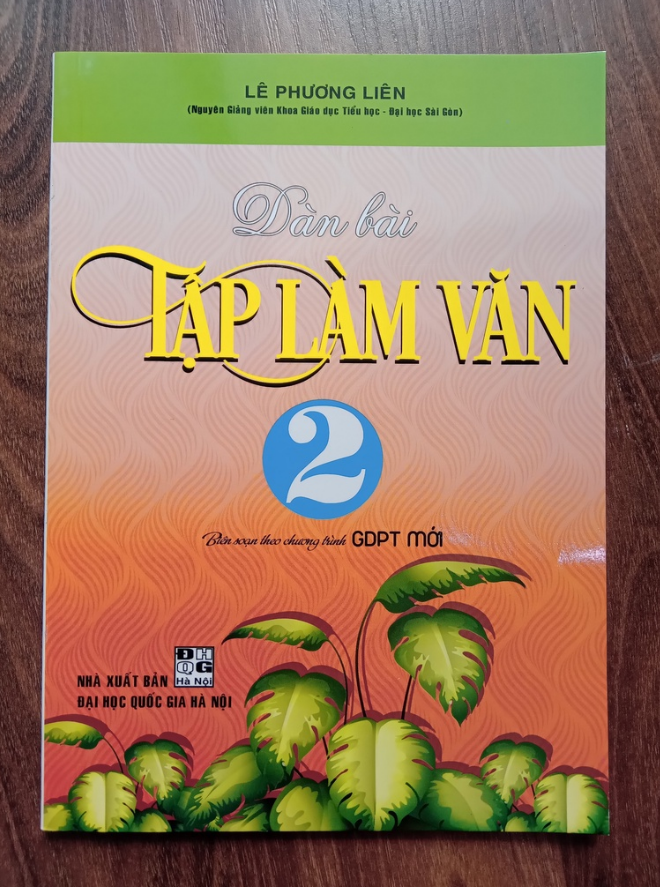 LÊ PHƯƠNG LIÊN
(Nguyên Giảng viên Khoa Giáo dục Tiểu học - Đại học Sài Gòn)
Dàn bài
TẬP LÀM VĂN
2
Biên soạn theo chương trình GDPT MỚI
ĐH
QG
Hà Nội
NHÀ XUẤT BẢN
ĐẠI HỌC QUỐC GIA HÀ NỘI